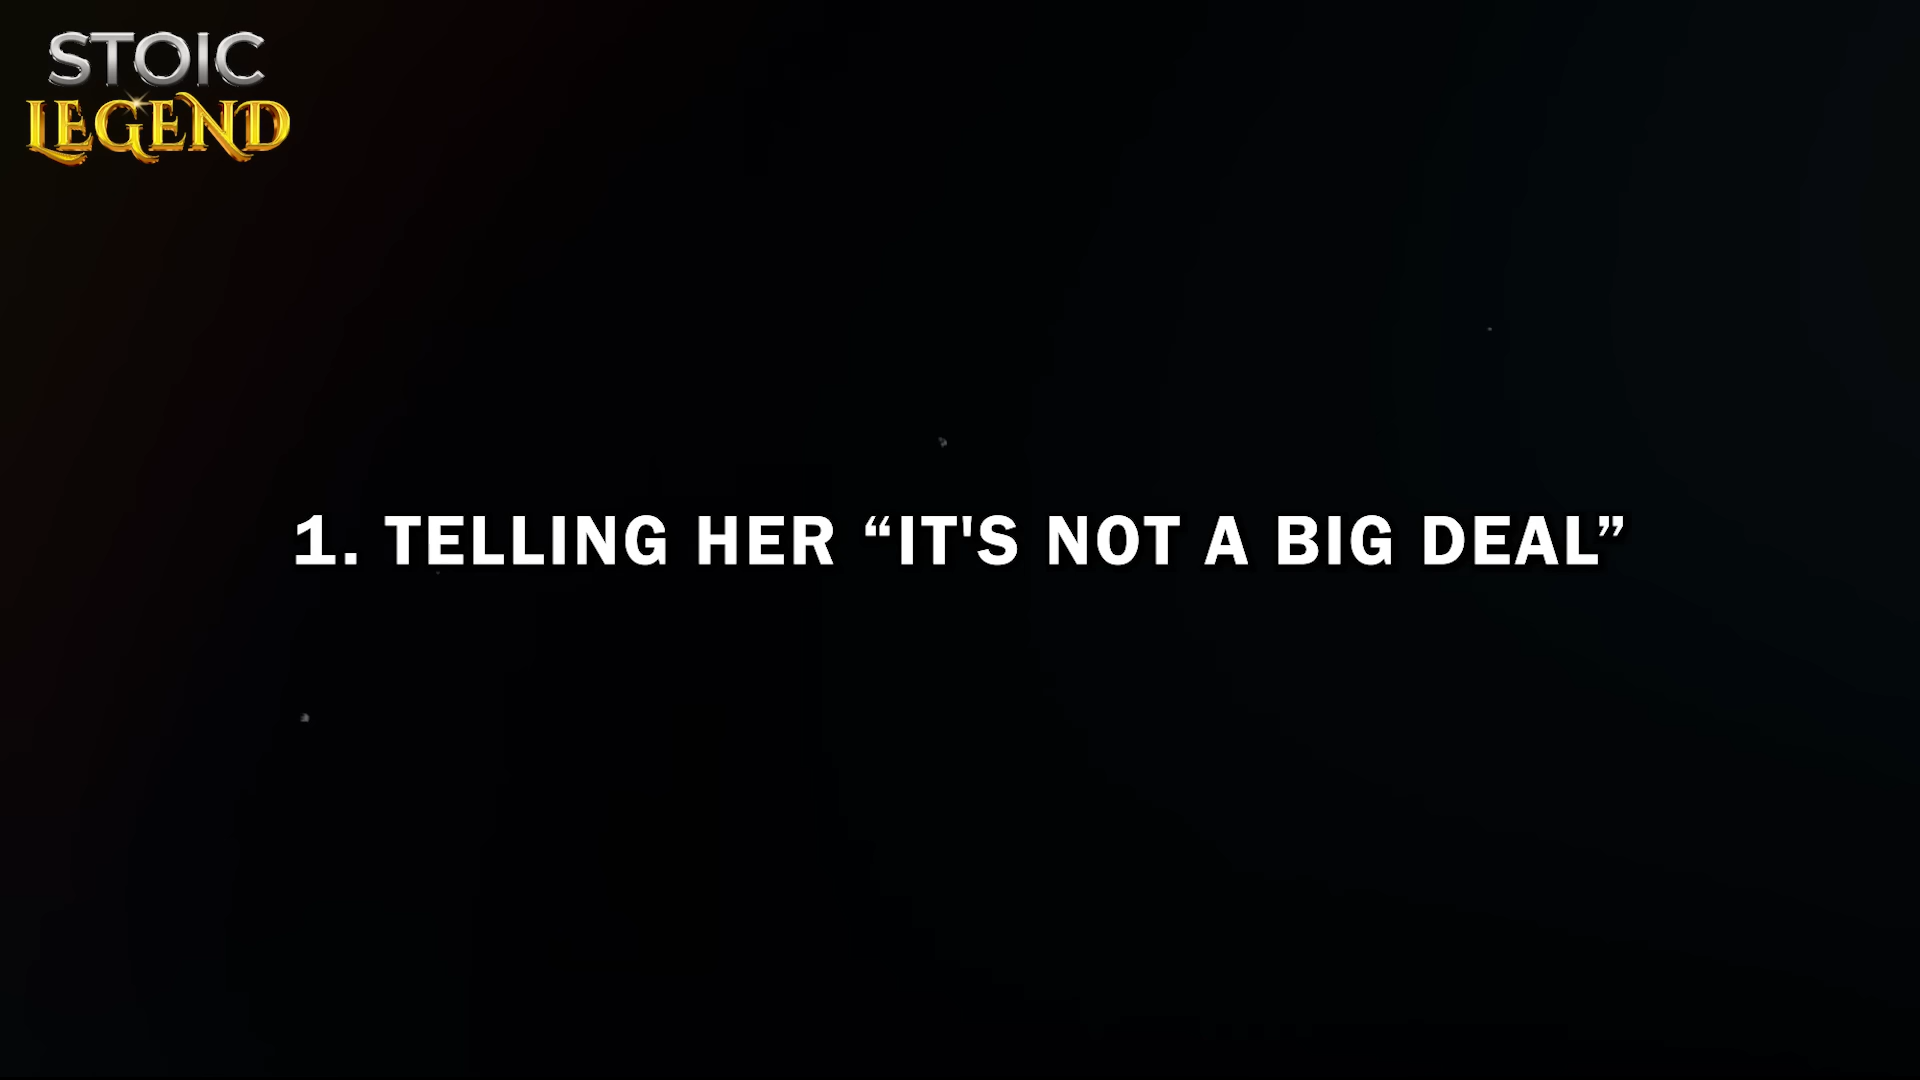 STOIC
LEGEND
1. TELLING HER “IT'S NOT A BIG DEAL”